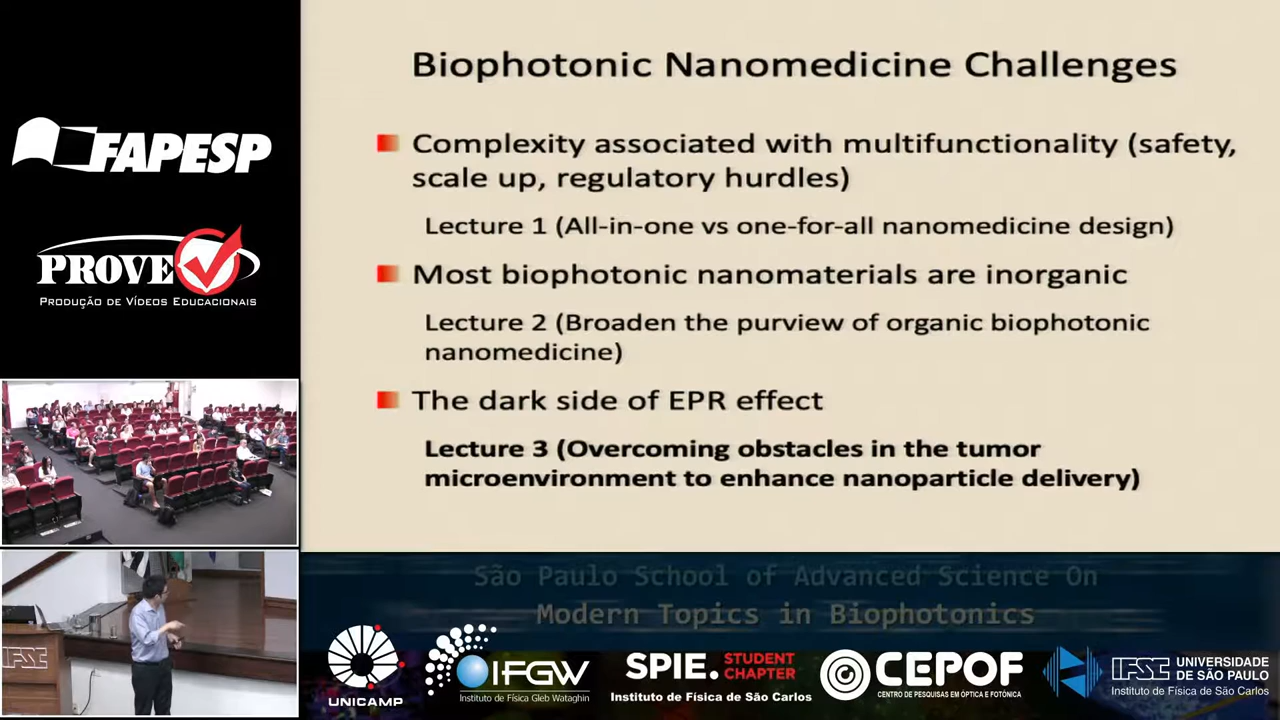 FAPESP
PROVE
PRODUÇÃO DE VÍDEOS EDUCACIONAIS
Biophotonic Nanomedicine Challenges
Complexity associated with multifunctionality (safety,
scale up, regulatory hurdles)
Lecture 1 (All-in-one vs one-for-all nanomedicine design)
Most biophotonic nanomaterials are inorganic
Lecture 2 (Broaden the purview of organic biophotonic
nanomedicine)
The dark side of EPR effect
Lecture 3 (Overcoming obstacles in the tumor
microenvironment to enhance nanoparticle delivery)
IFSC
São Paulo School of Advanced Science On
Modern Topics in Biophotonics
UNICAMP
IFGW
Instituto de Física Gleb Wataghin
SPIE. STUDENT
CHAPTER
Instituto de Física de São Carlos
CEPOF
CENTRO DE PESQUISAS EM ÓPTICA E FOTÔNICA
IFSC UNIVERSIDADE
DE SÃO PAULO
Instituto de Física de São Carlos